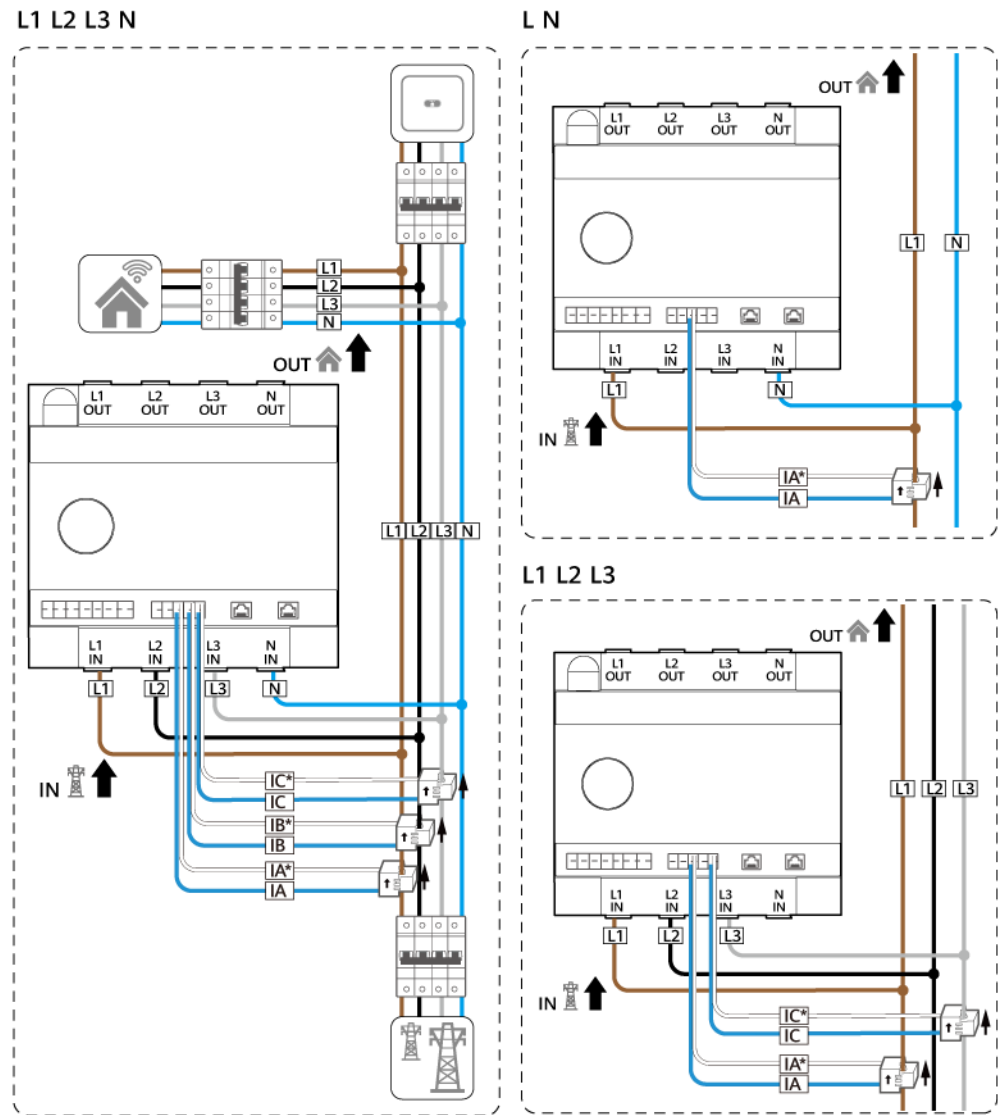 L1 L2 L3 N
L1
L2
L3
N
OUT
L1 OUT
L2 OUT
L3 OUT
N OUT
L1 L2 L3 N
L1 IN
L2 IN
L3 IN
N IN
L1
L2
L3
N
IN
IC*
IC
IB*
IB
IA*
IA
L N
OUT
L1 OUT
L2 OUT
L3 OUT
N OUT
L1
N
L1 IN
L2 IN
L3 IN
N IN
L1
N
IN
IA*
IA
L1 L2 L3
OUT
L1 OUT
L2 OUT
L3 OUT
N OUT
L1 L2 L3
L1 IN
L2 IN
L3 IN
N IN
L1
L2
L3
IN
IC*
IC
IA*
IA